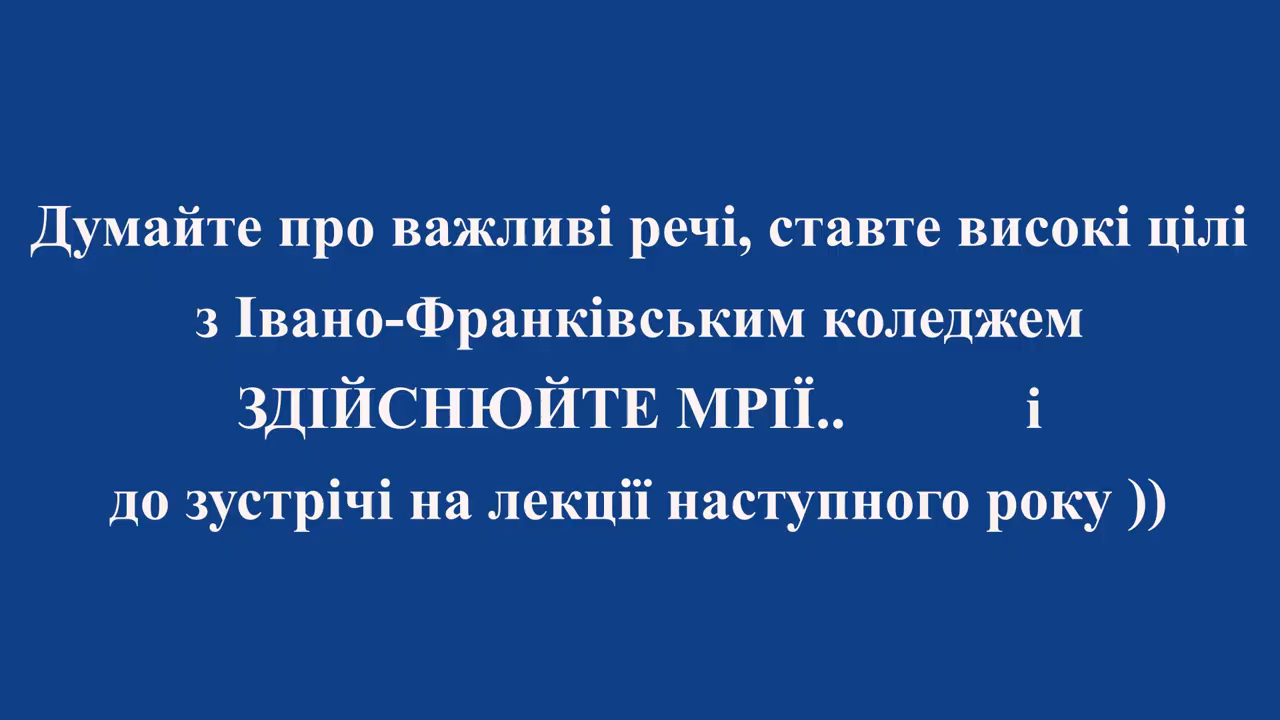 Думайте про важливі речі, ставте високі цілі
з Івано-Франківським коледжем
ЗДІЙСНЮЙТЕ МРІЇ.. і
до зустрічі на лекції наступного року ))